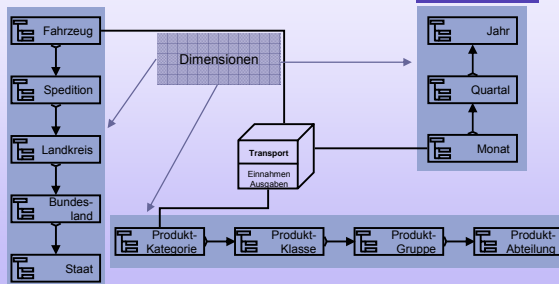 Fahrzeug
Spedition
Landkreis
Bundes-
land
Staat
Dimensionen
Transport
Einnahmen
Ausgaben
Jahr
Quartal
Monat
Produkt-
Kategorie
Produkt-
Klasse
Produkt-
Gruppe
Produkt-
Abteilung